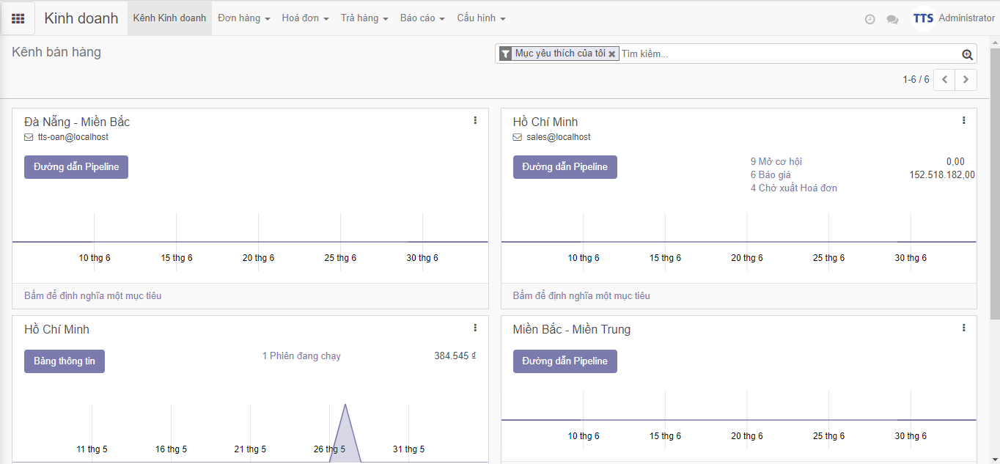 Kinh doanh Kênh Kinh doanh Đơn hàng Hoá đơn Trả hàng Báo cáo Cấu hình TTS Administrator
Kênh bán hàng
Mục yêu thích của tôi Tìm kiếm...
1-6 / 6
Đà Nẵng - Miền Bắc
tts-oan@localhost
Đường dẫn Pipeline
10 thg 6 15 thg 6 20 thg 6 25 thg 6 30 thg 6
Bấm để định nghĩa một mục tiêu
Hồ Chí Minh
sales@localhost
Đường dẫn Pipeline
9 Mở cơ hội 0,00
6 Báo giá 152.518.182,00
4 Chờ xuất Hoá đơn
10 thg 6 15 thg 6 20 thg 6 25 thg 6 30 thg 6
Bấm để định nghĩa một mục tiêu
Hồ Chí Minh
Bảng thông tin
1 Phiên đang chạy 384.545 ₫
11 thg 5 16 thg 5 21 thg 5 26 thg 5 31 thg 5
Miền Bắc - Miền Trung
Đường dẫn Pipeline
10 thg 6 15 thg 6 20 thg 6 25 thg 6 30 thg 6